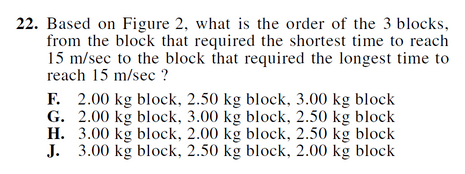 22. Based on Figure 2, what is the order of the 3 blocks,
from the block that required the shortest time to reach
15 m/sec to the block that required the longest time to
reach 15 m/sec ?
F. 2.00 kg block, 2.50 kg block, 3.00 kg block
G. 2.00 kg block, 3.00 kg block, 2.50 kg block
H. 3.00 kg block, 2.00 kg block, 2.50 kg block
J. 3.00 kg block, 2.50 kg block, 2.00 kg block